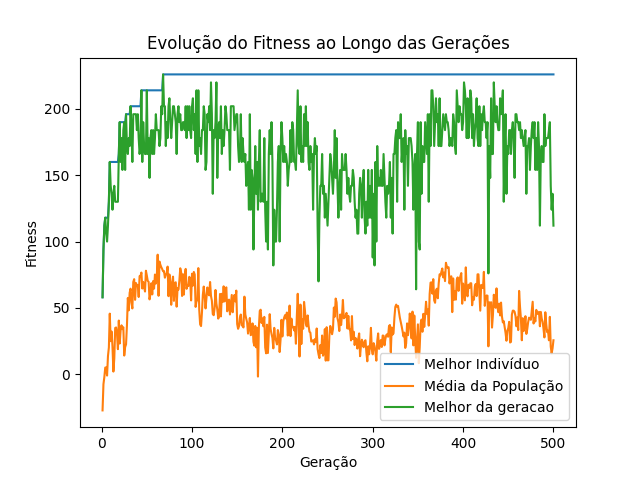 Evolução do Fitness ao Longo das Gerações
Fitness
200
150
100
50
0
0 100 200 300 400 500
Geração
Melhor Indivíduo
Média da População
Melhor da geracao